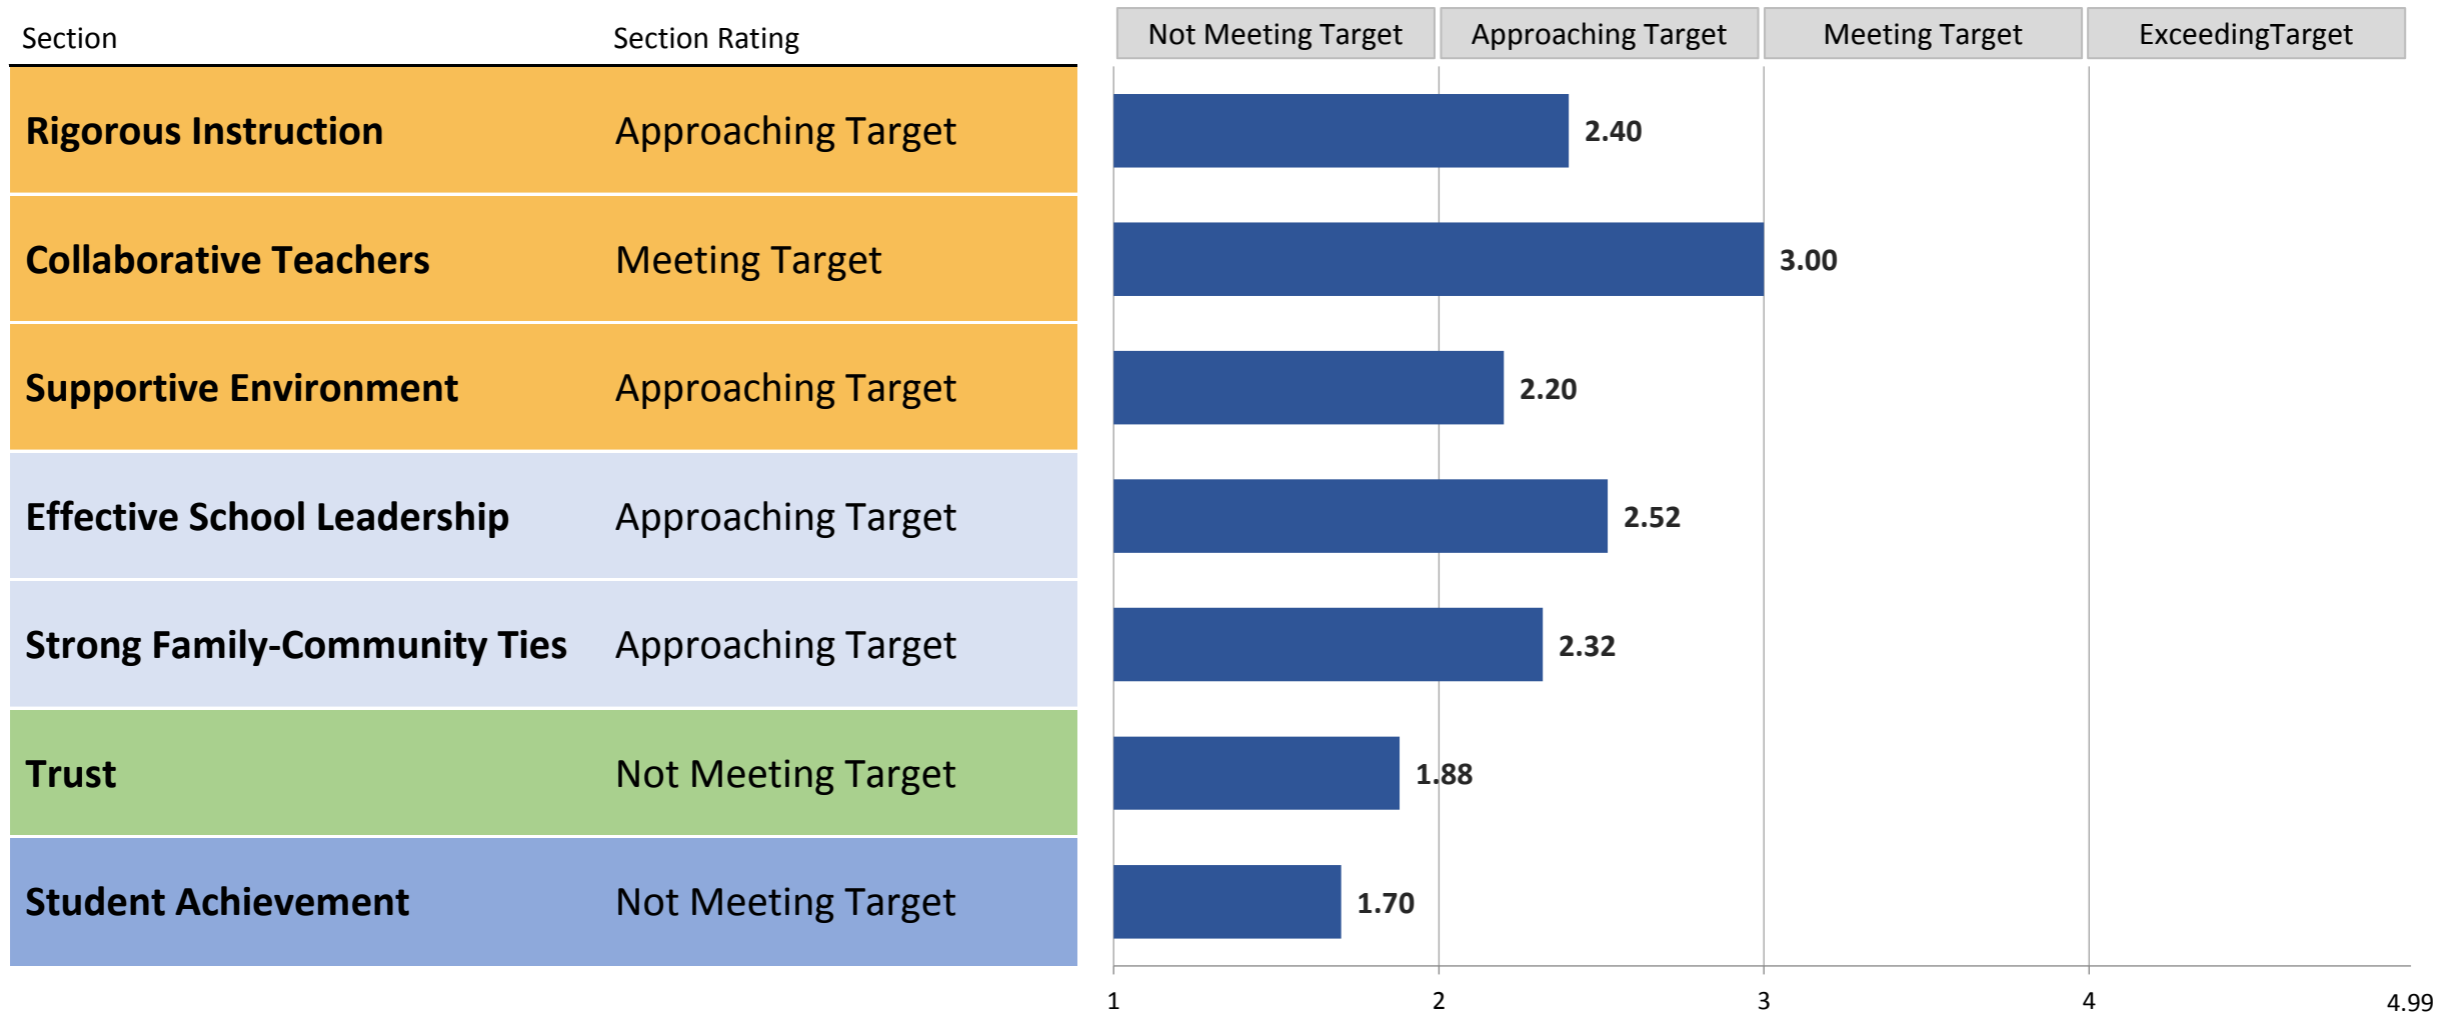 Section Section Rating Not Meeting Target Approaching Target Meeting Target ExceedingTarget
Rigorous Instruction Approaching Target 2.40
Collaborative Teachers Meeting Target 3.00
Supportive Environment Approaching Target 2.20
Effective School Leadership Approaching Target 2.52
Strong Family-Community Ties Approaching Target 2.32
Trust Not Meeting Target 1.88
Student Achievement Not Meeting Target 1.70
1 2 3 4 4.99